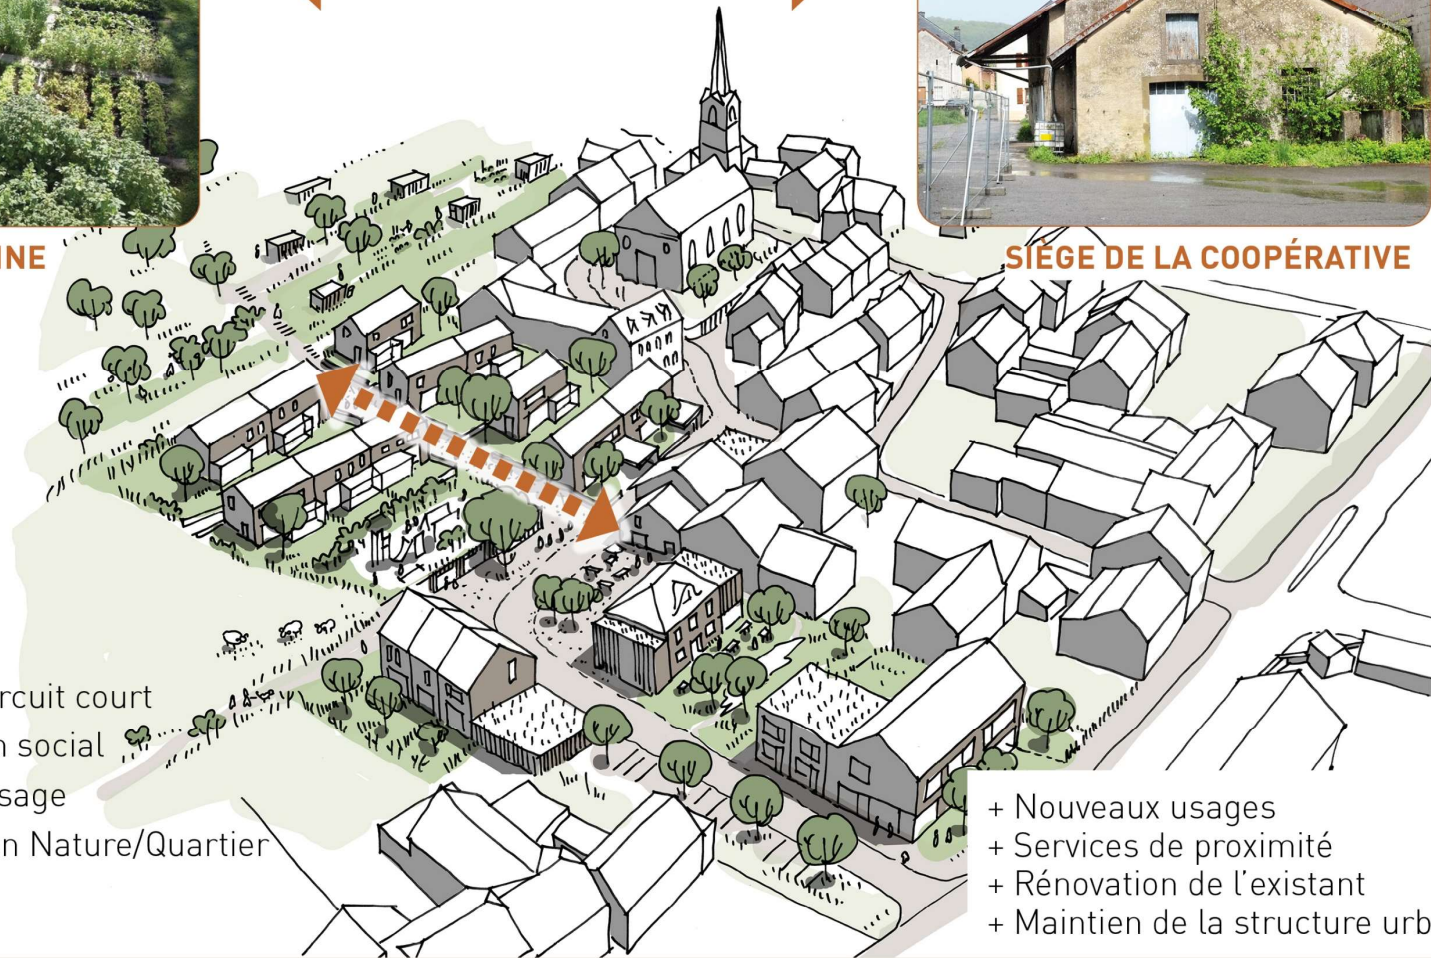 INE
SIÈGE DE LA COOPÉRATIVE
rcuit court
n social
sage
n Nature/Quartier
+ Nouveaux usages
+ Services de proximité
+ Rénovation de l'existant
+ Maintien de la structure urb